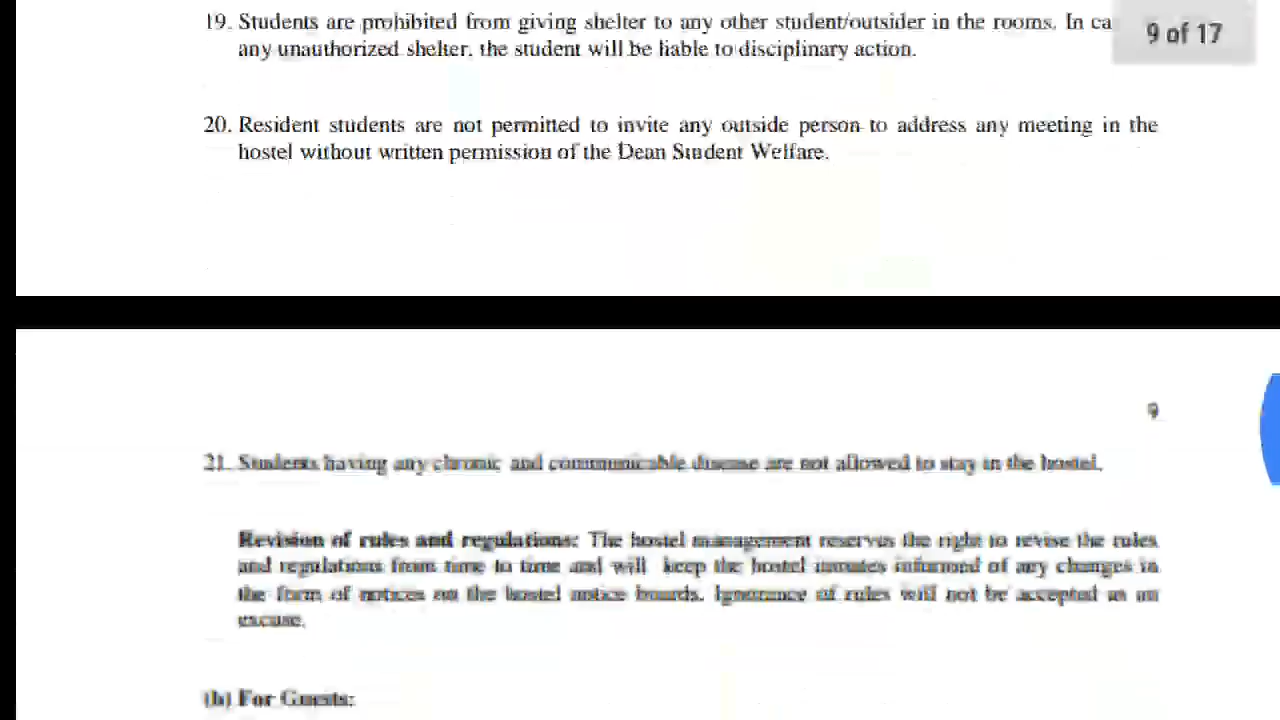 19. Students are prohibited from giving shelter to any other student/outsider in the rooms. In ca
9 of 17
any unauthorized shelter, the student will be liable to disciplinary action.
20. Resident students are not permitted to invite any outside person to address any meeting in the
hostel without written permission of the Dean Student Welfare.
9
21. Students having any chronic and communicable disease are not allowed to stay in the hostel.
Revision of rules and regulations: The hostel management reserves the right to revise the rules
and regulations from time to time and will keep the hostel inmates informed of any changes in
the form of notices on the hostel notice boards. Ignorance of rules will not be accepted as an
excuse.
(b) For Guests: